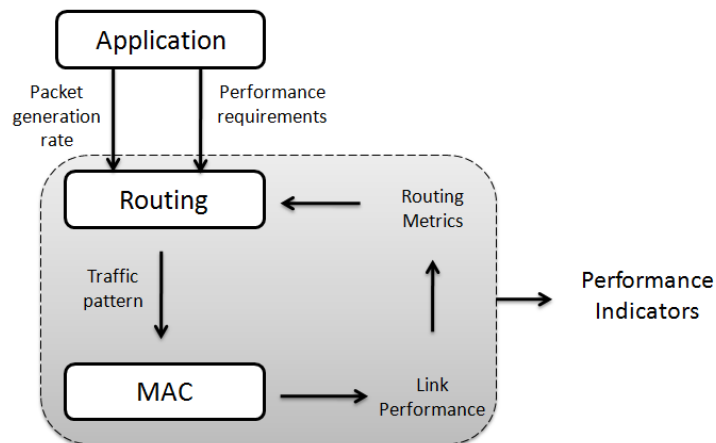 Application
Packet
generation
rate
Performance
requirements
Routing
Routing
Metrics
Traffic
pattern
Performance
Indicators
MAC
Link
Performance